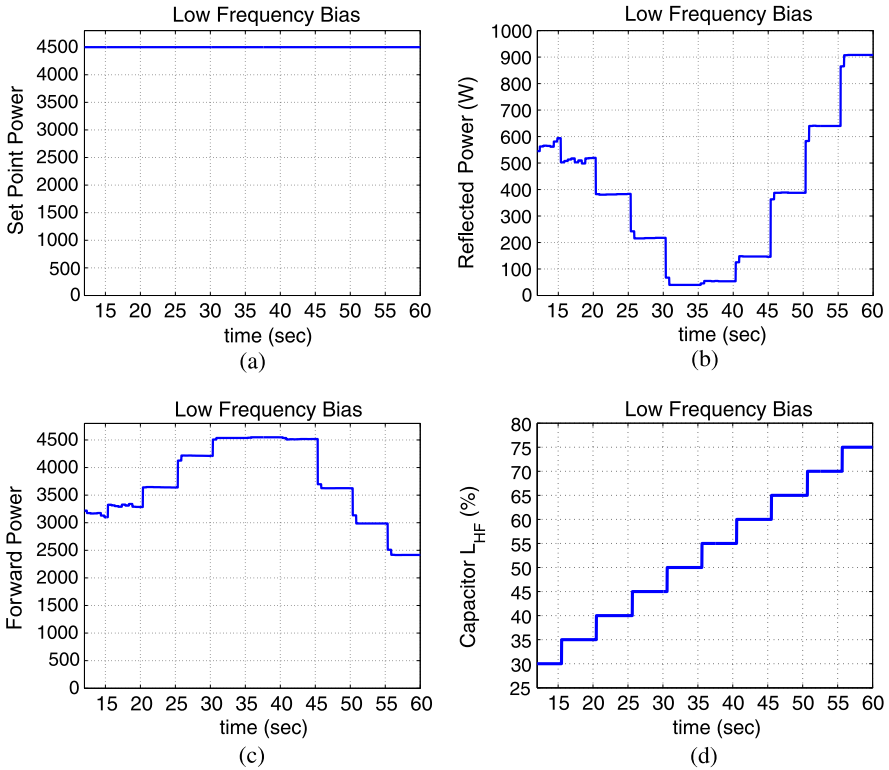 Low Frequency Bias
Set Point Power
4500
4000
3500
3000
2500
2000
1500
1000
500
0
15 20 25 30 35 40 45 50 55 60
time (sec)
(a)
Low Frequency Bias
Reflected Power (W)
1000
900
800
700
600
500
400
300
200
100
0
15 20 25 30 35 40 45 50 55 60
time (sec)
(b)
Low Frequency Bias
Forward Power
4500
4000
3500
3000
2500
2000
1500
1000
500
0
15 20 25 30 35 40 45 50 55 60
time (sec)
(c)
Low Frequency Bias
Capacitor L_HF (%)
80
75
70
65
60
55
50
45
40
35
30
25
15 20 25 30 35 40 45 50 55 60
time (sec)
(d)